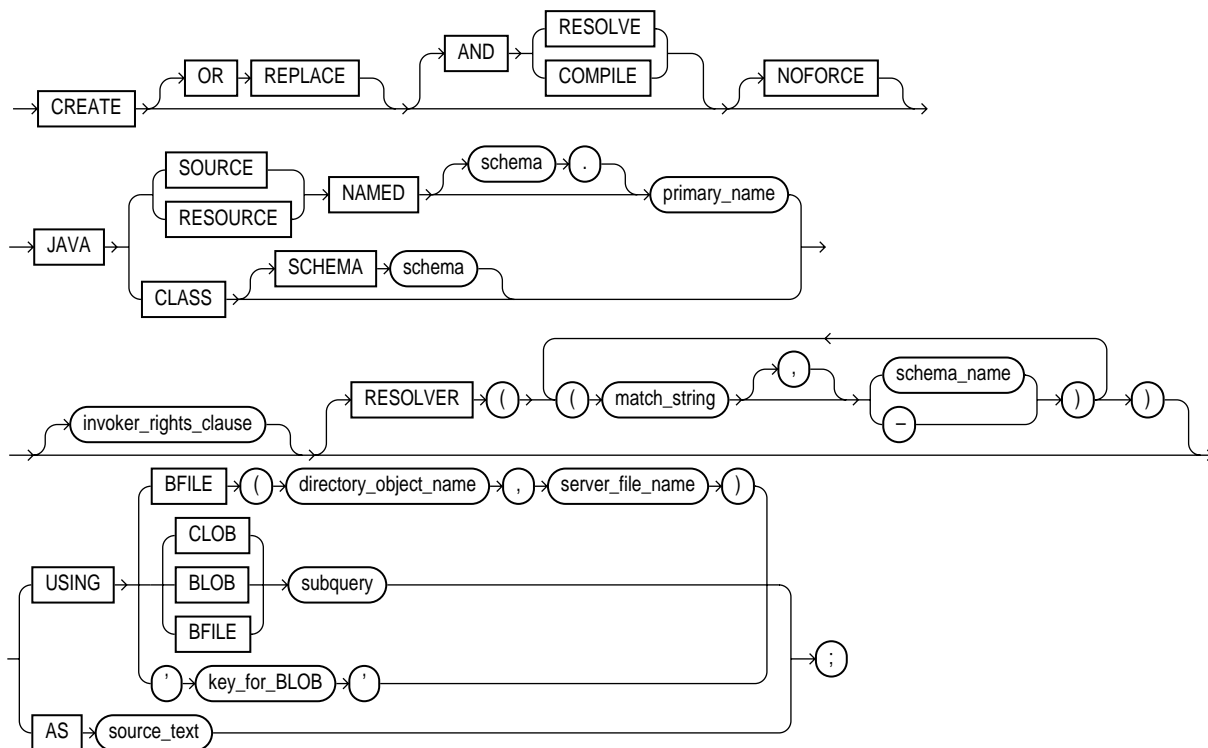 RESOLVE
OR REPLACE AND COMPILE NOFORCE
CREATE
SOURCE schema .
RESOURCE NAMED primary_name
JAVA
SCHEMA schema
CLASS
RESOLVER ( ( match_string , schema_name ) )
–
invoker_rights_clause
BFILE ( directory_object_name , server_file_name )
CLOB
USING BLOB subquery
BFILE
;
' key_for_BLOB '
AS source_text